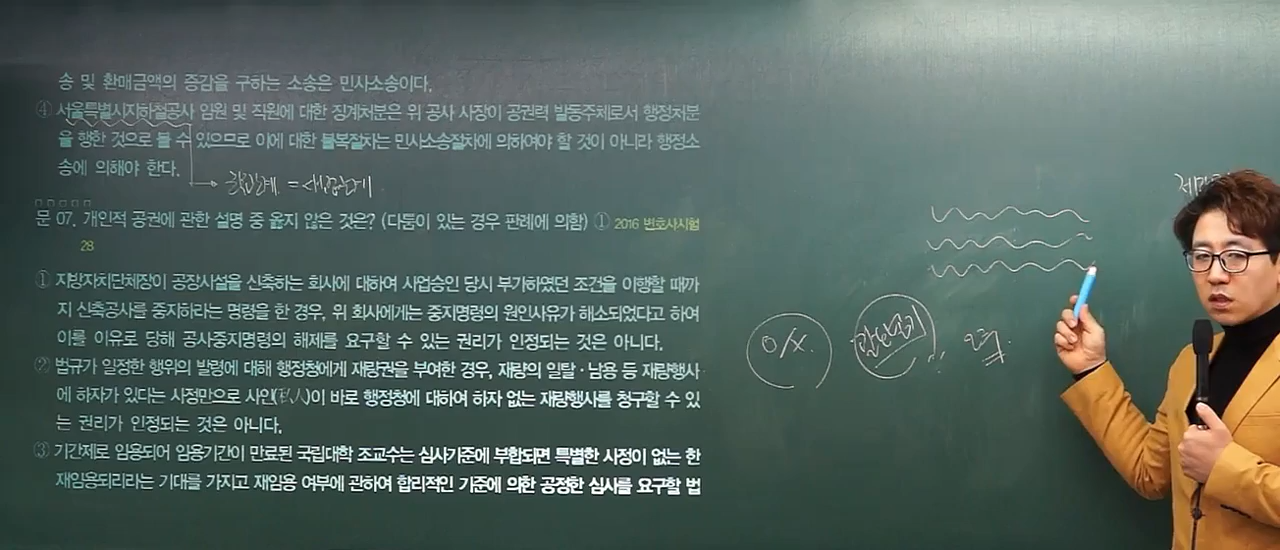 송 및 환매금액의 증감을 구하는 소송은 민사소송이다.
④ 서울특별시지하철공사 임원 및 직원에 대한 징계처분은 위 공사 사장이 공권력 발동주체로서 행정처분
을 행한 것으로 볼 수 있으므로 이에 대한 불복절차는 민사소송절차에 의하여야 할 것이 아니라 행정소
송에 의해야 한다.
문 07. 개인적 공권에 관한 설명 중 옳지 않은 것은? (다툼이 있는 경우 판례에 의함) ① 2016 변호사시험
28
① 지방자치단체장이 공장시설을 신축하는 회사에 대하여 사업승인 당시 부가하였던 조건을 이행할 때까
지 신축공사를 중지하라는 명령을 한 경우, 위 회사에게는 중지명령의 원인사유가 해소되었다고 하여
이를 이유로 당해 공사중지명령의 해제를 요구할 수 있는 권리가 인정되는 것은 아니다.
② 법규가 일정한 행위의 발령에 대해 행정청에게 재량권을 부여한 경우, 재량의 일탈·남용 등 재량행사
에 하자가 있다는 사정만으로 사인(私人)이 바로 행정청에 대하여 하자 없는 재량행사를 청구할 수 있
는 권리가 인정되는 것은 아니다.
③ 기간제로 임용되어 임용기간이 만료된 국립대학 조교수는 심사기준에 부합되면 특별한 사정이 없는 한
재임용되리라는 기대를 가지고 재임용 여부에 관하여 합리적인 기준에 의한 공정한 심사를 요구할 법
O/X.